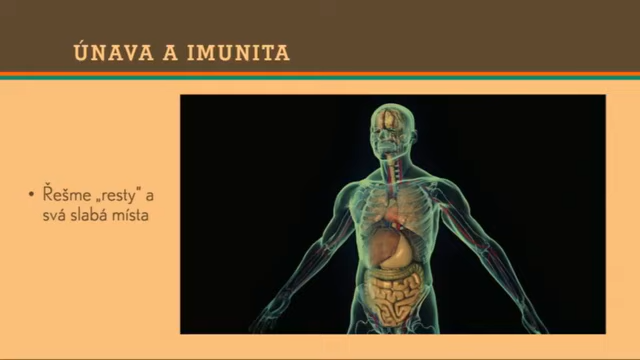 ÚNAVA A IMUNITA
• Řešme „resty" a
svá slabá místa